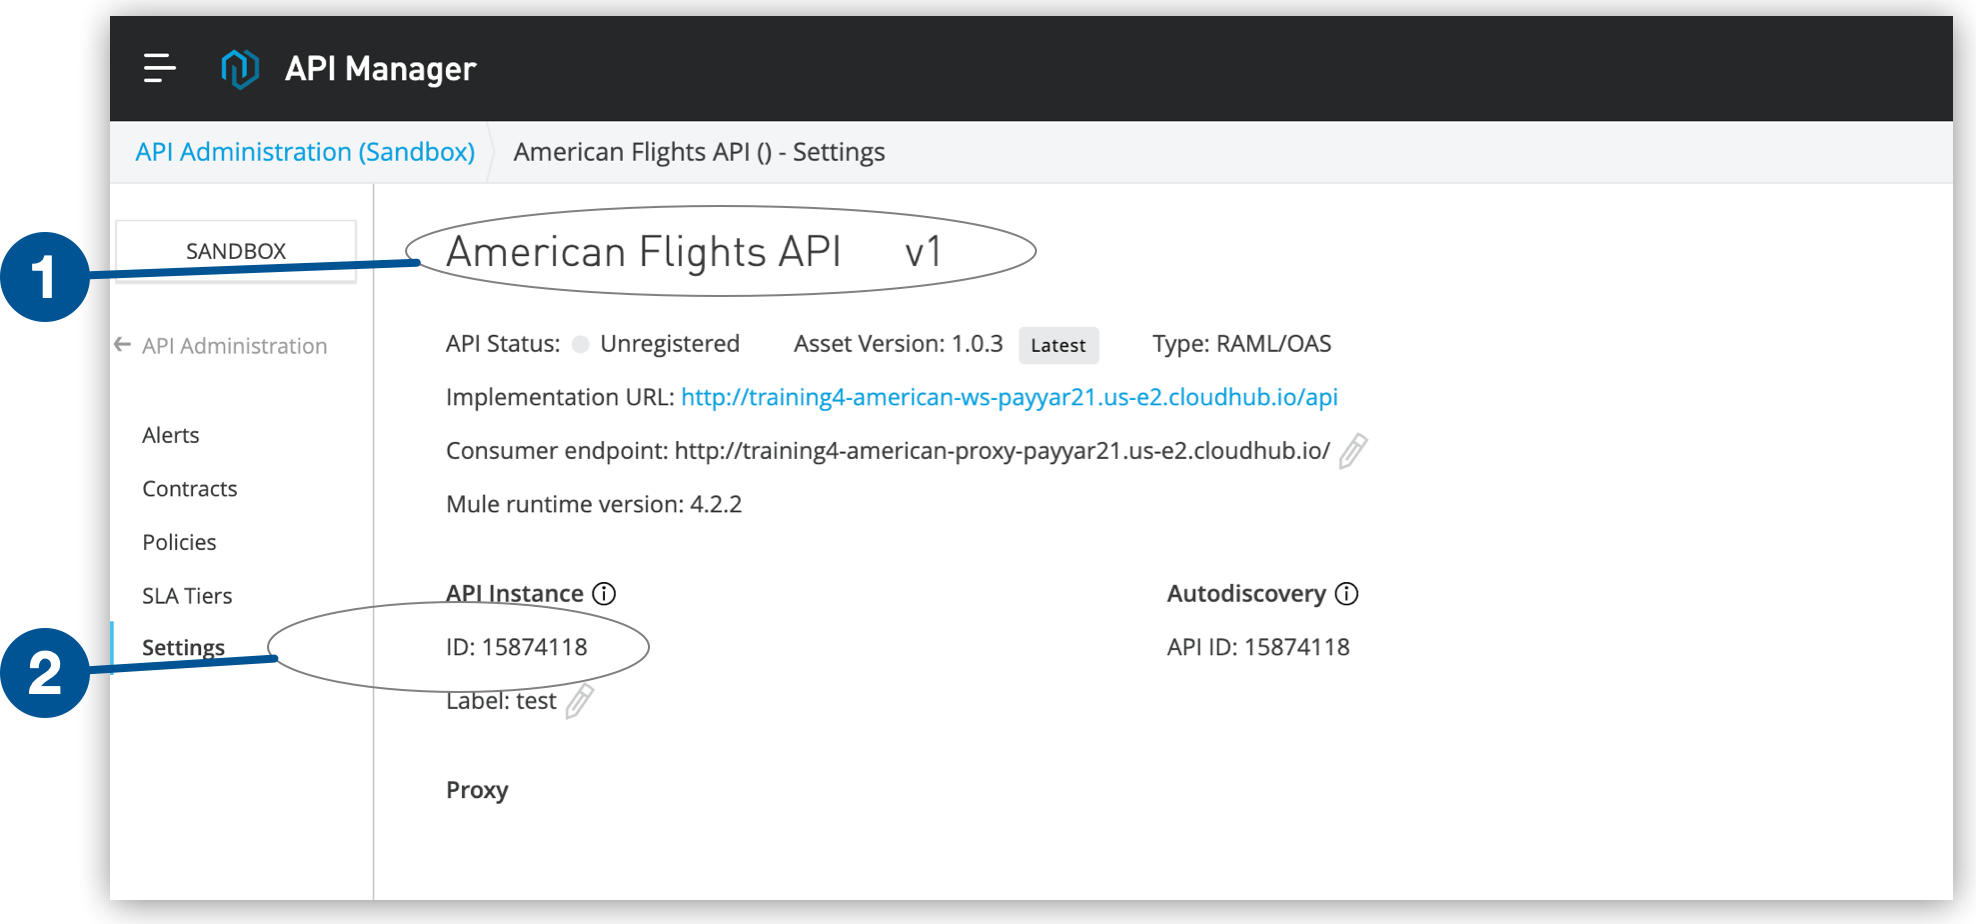 API Manager
API Administration (Sandbox) American Flights API () - Settings
1
SANDBOX
American Flights API v1
API Administration
API Status: Unregistered Asset Version: 1.0.3 Latest Type: RAML/OAS
Implementation URL: http://training4-american-ws-payyar21.us-e2.cloudhub.io/api
Alerts
Consumer endpoint: http://training4-american-proxy-payyar21.us-e2.cloudhub.io/
Contracts
Mule runtime version: 4.2.2
Policies
SLA Tiers
API Instance Autodiscovery
2
Settings
ID: 15874118 API ID: 15874118
Label: test
Proxy